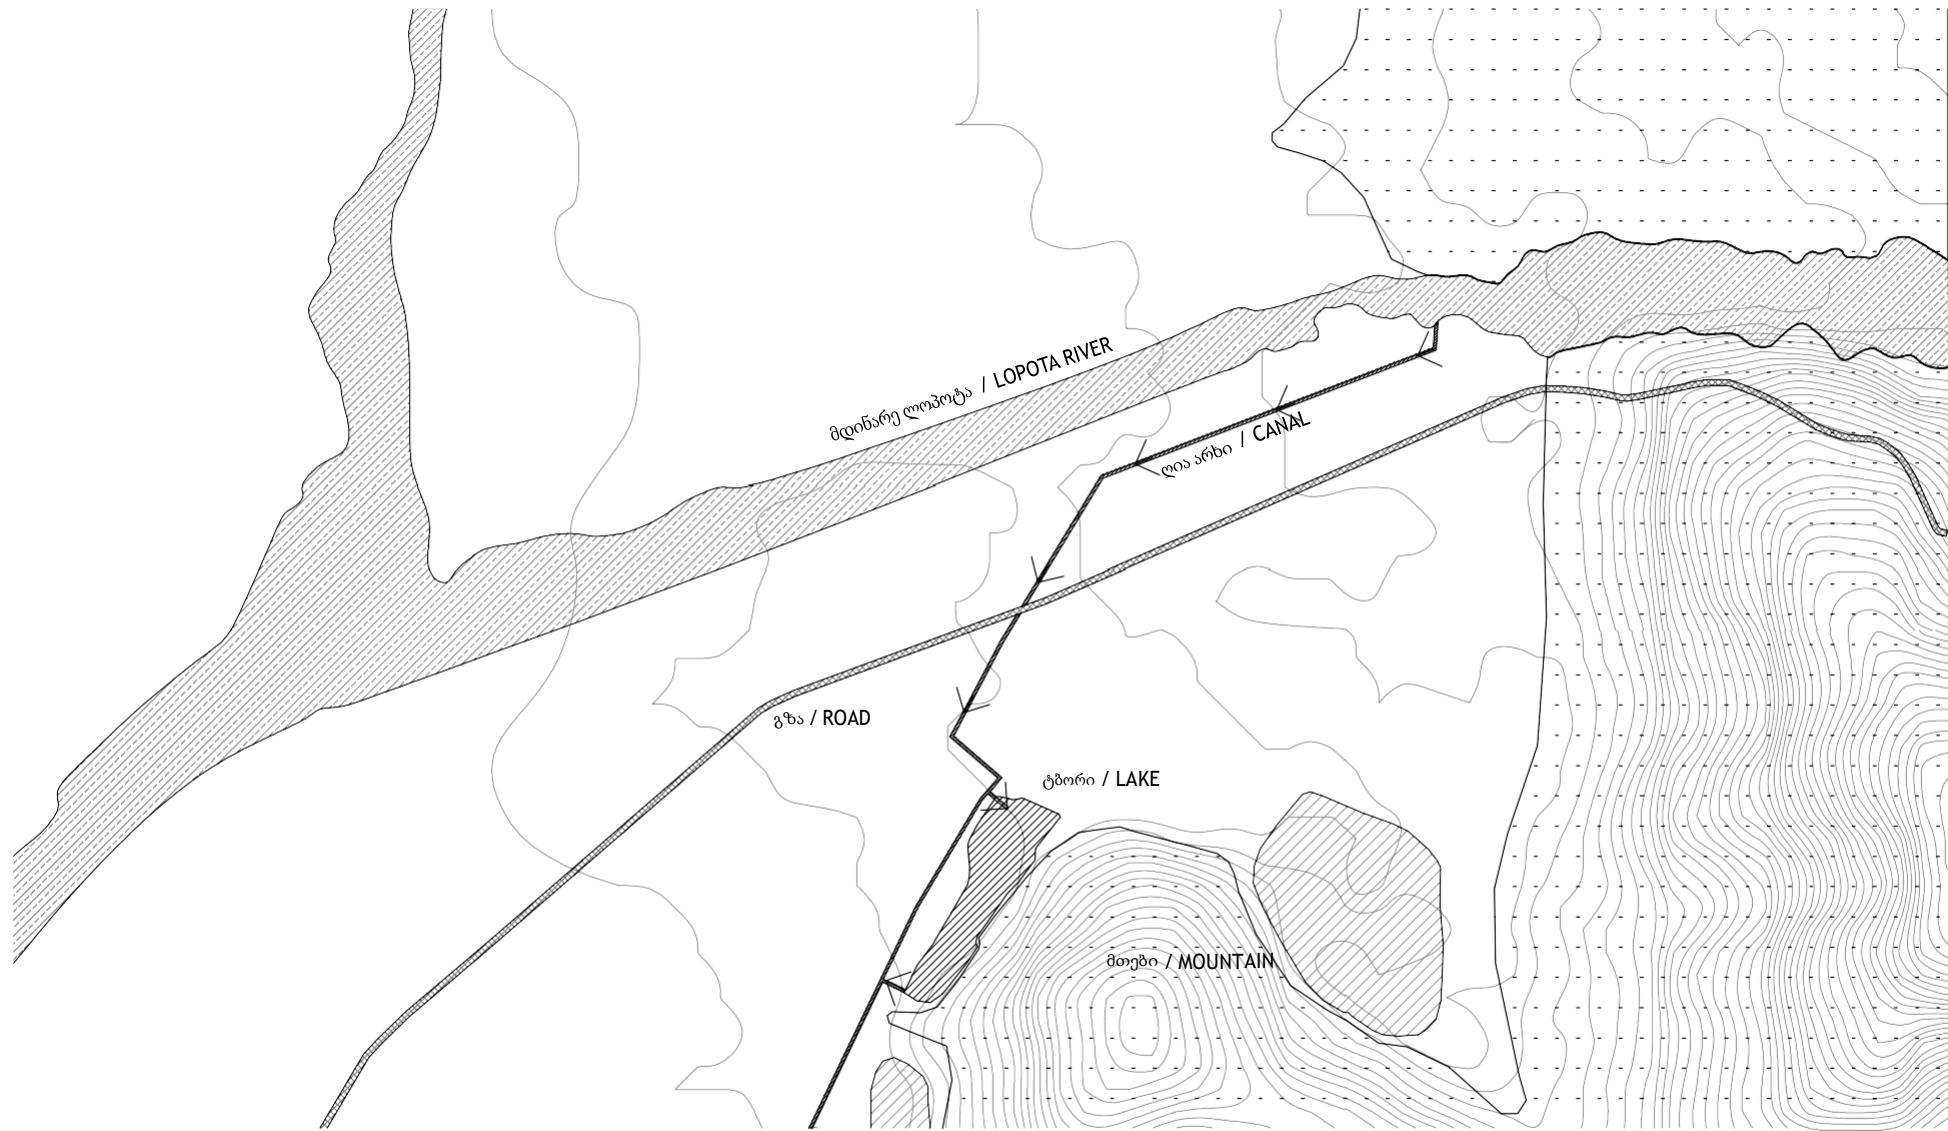 მდინარე ლოპოტა / LOPOTA RIVER
ღია არხი / CANAL
გზა / ROAD
ტბორი / LAKE
მთები / MOUNTAIN